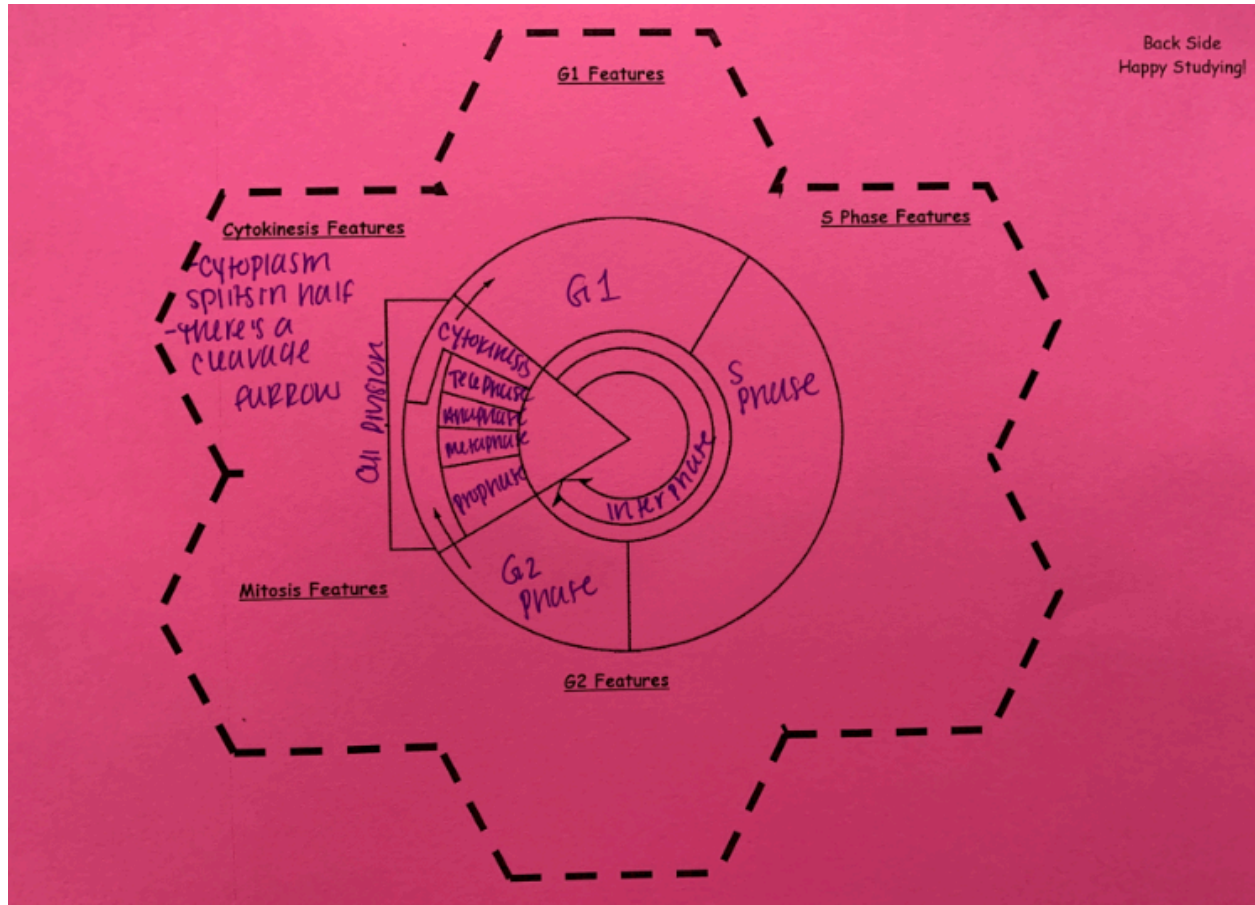 Back Side
Happy Studying!
G1 Features
Cytokinesis Features
-cytoplasm
splits in half
-there's a
cleavage
furrow
S Phase Features
G1
S
phase
cytokinesis
Telephase
Anaphase
metaphase
prophase
cell division
interphase
G2
phase
Mitosis Features
G2 Features